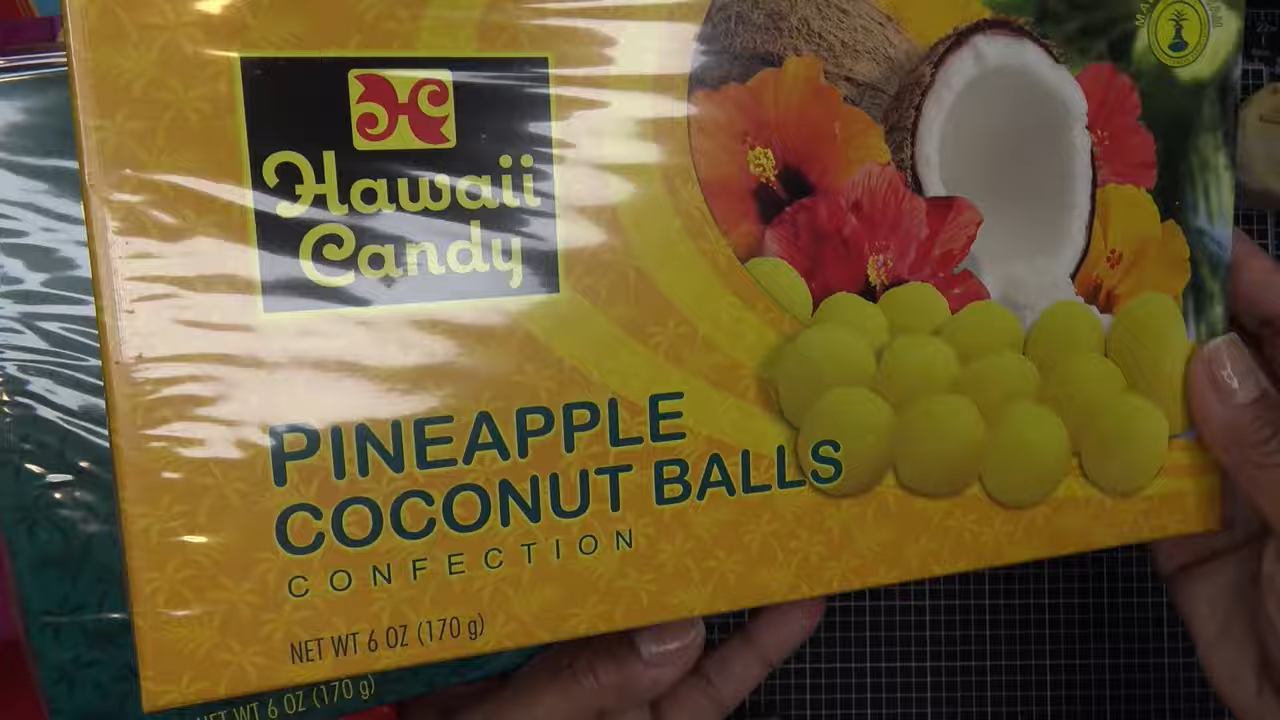 Hawaii
Candy
PINEAPPLE
COCONUT BALLS
CONFECTION
NET WT 6 OZ (170 g)
NET WT 6 OZ (170 g)